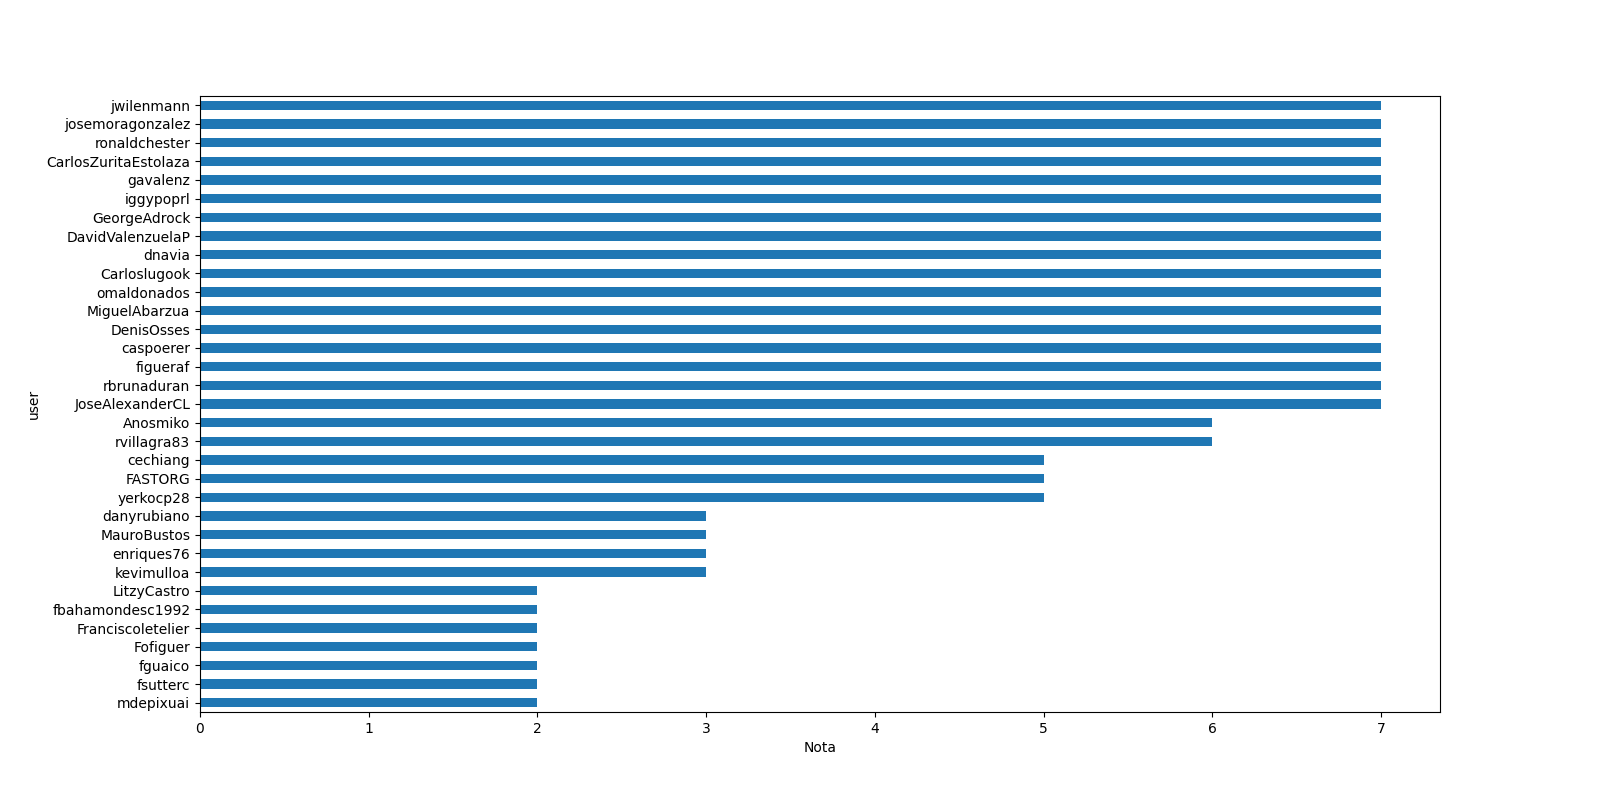 jwilenmann
josemoragonzalez
ronaldchester
CarlosZuritaEstolaza
gavalenz
iggypoprl
GeorgeAdrock
DavidValenzuelaP
dnavia
Carloslugook
omaldonados
MiguelAbarzua
DenisOsses
caspoerer
figueraf
rbrunaduran
JoseAlexanderCL
Anosmiko
rvillagra83
cechiang
FASTORG
yerkocp28
danyrubiano
MauroBustos
enriques76
kevimulloa
LitzyCastro
fbahamondesc1992
Franciscoletelier
Fofiguer
fguaico
fsutterc
mdepixuai
user
0 1 2 3 4 5 6 7
Nota